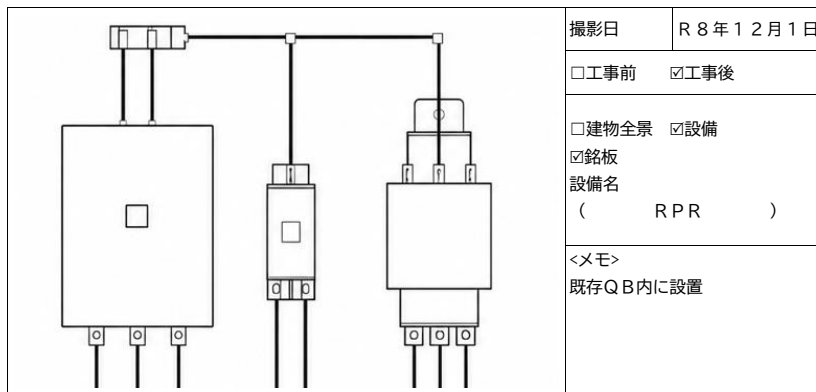 撮影日 R8年12月1日
□工事前 ☑工事後
□建物全景 ☑設備
☑銘板
設備名
( RPR )
<メモ>
既存QB内に設置